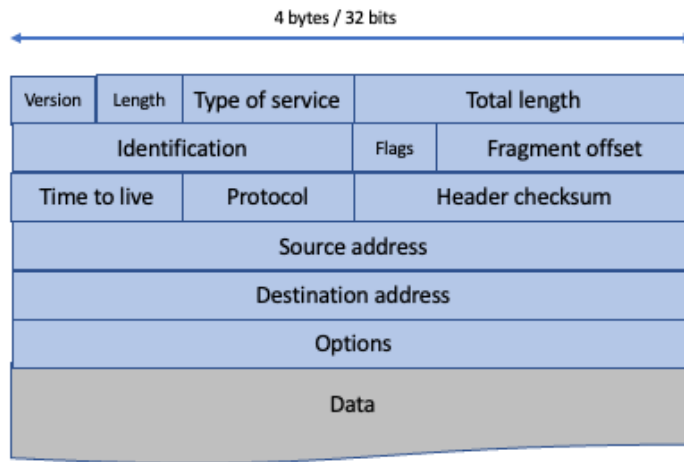 4 bytes / 32 bits
Version Length Type of service Total length
Identification Flags Fragment offset
Time to live Protocol Header checksum
Source address
Destination address
Options
Data